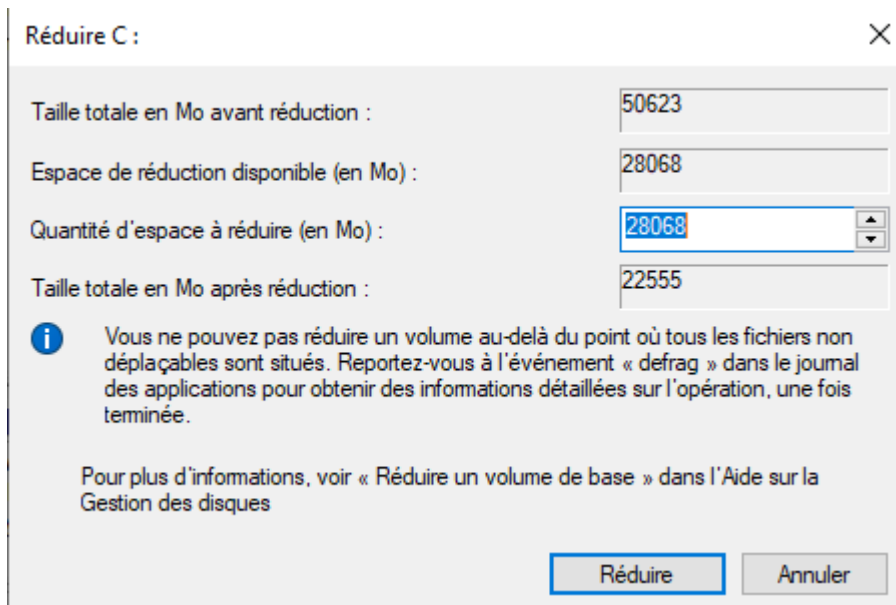 Réduire C :
Taille totale en Mo avant réduction :
50623
Espace de réduction disponible (en Mo) :
28068
Quantité d'espace à réduire (en Mo) :
28068
Taille totale en Mo après réduction :
22555
Vous ne pouvez pas réduire un volume au-delà du point où tous les fichiers non
déplaçables sont situés. Reportez-vous à l'événement « defrag » dans le journal
des applications pour obtenir des informations détaillées sur l'opération, une fois
terminée.
Pour plus d'informations, voir « Réduire un volume de base » dans l'Aide sur la
Gestion des disques
Réduire
Annuler